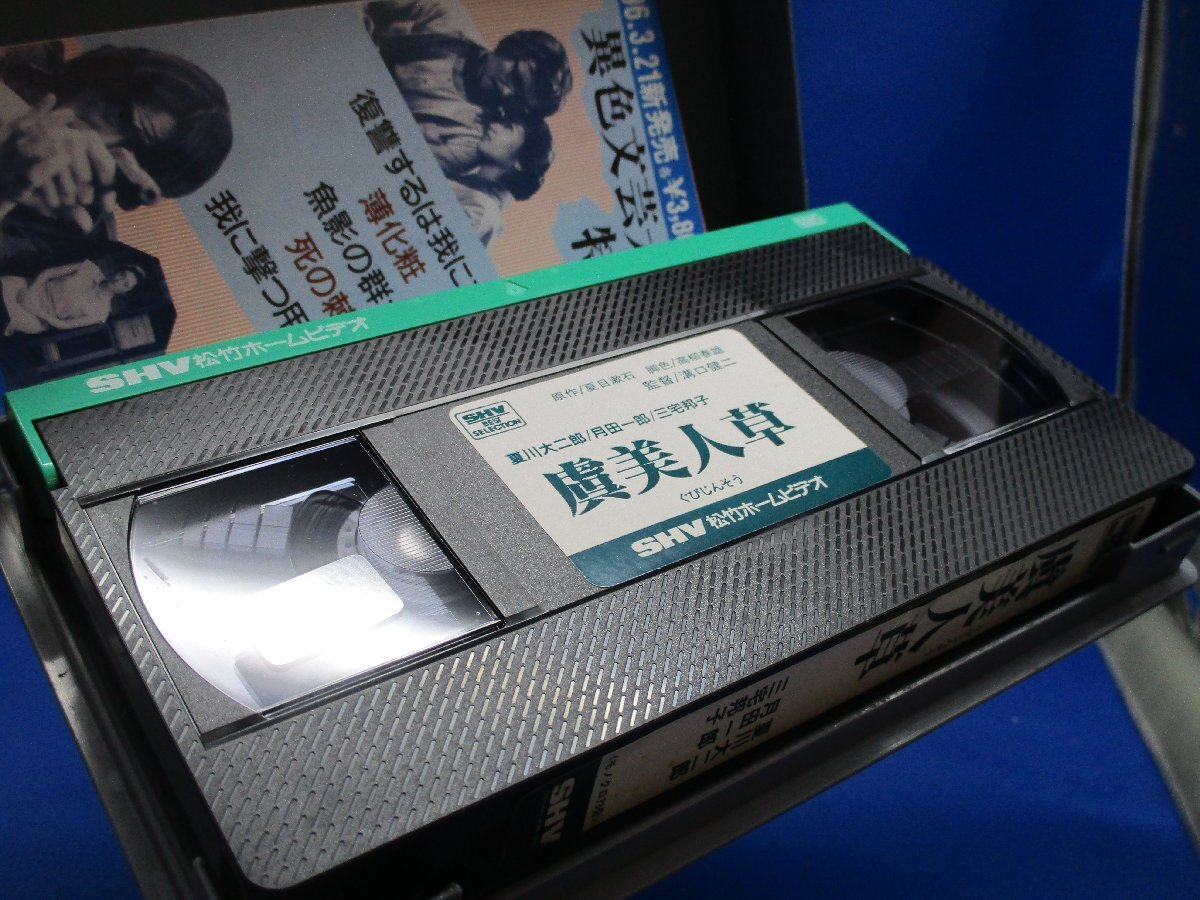 96.3.21新発売 ¥3,8
異色文芸
特
復讐するは我に
薄化粧
魚影の群
死の棘
我に撃つ用
SHV 松竹ホームビデオ
SHV
BEST
SELECTION
原作/夏目漱石 脚色/高柳春雄
監督/溝口健二
夏川大二郎/月田一郎/三宅邦子
虞美人草
ぐびじんそう
SHV 松竹ホームビデオ
虞美人草
夏川大二郎
月田一郎
三宅邦子
SHV